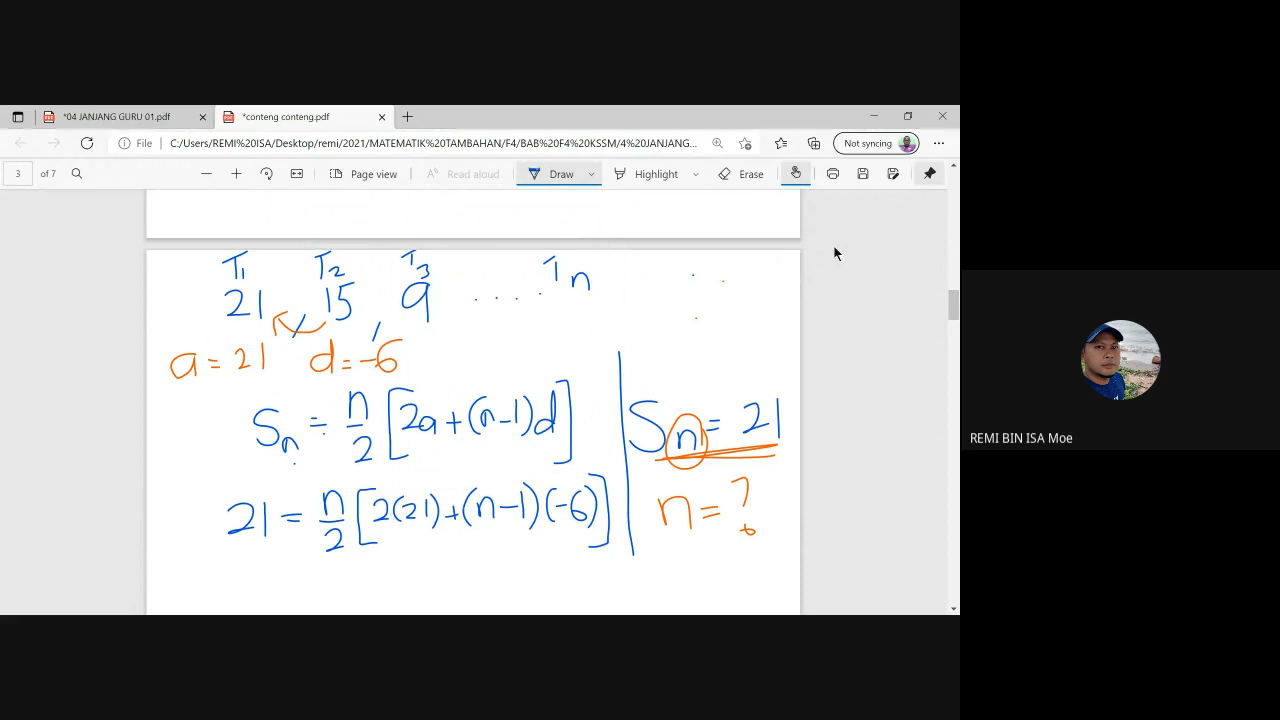 *04 JANJANG GURU 01.pdf
*conteng conteng.pdf
File
C:/Users/REMI%20ISA/Desktop/remi/2021/MATEMATIK%20TAMBAHAN/F4/BAB%20F4%20KSSM/4%20JANJANG...
Not syncing
3 of 7
Page view
Read aloud
Draw
Highlight
Erase
T₁ T₂ T₃ Tₙ
21, 15, 9 ....
a = 21 d = -6
Sₙ = n/2 [2a + (n-1)d]
Sₙ = 21
21 = n/2 [2(21) + (n-1)(-6)]
n = ?
REMI BIN ISA Moe